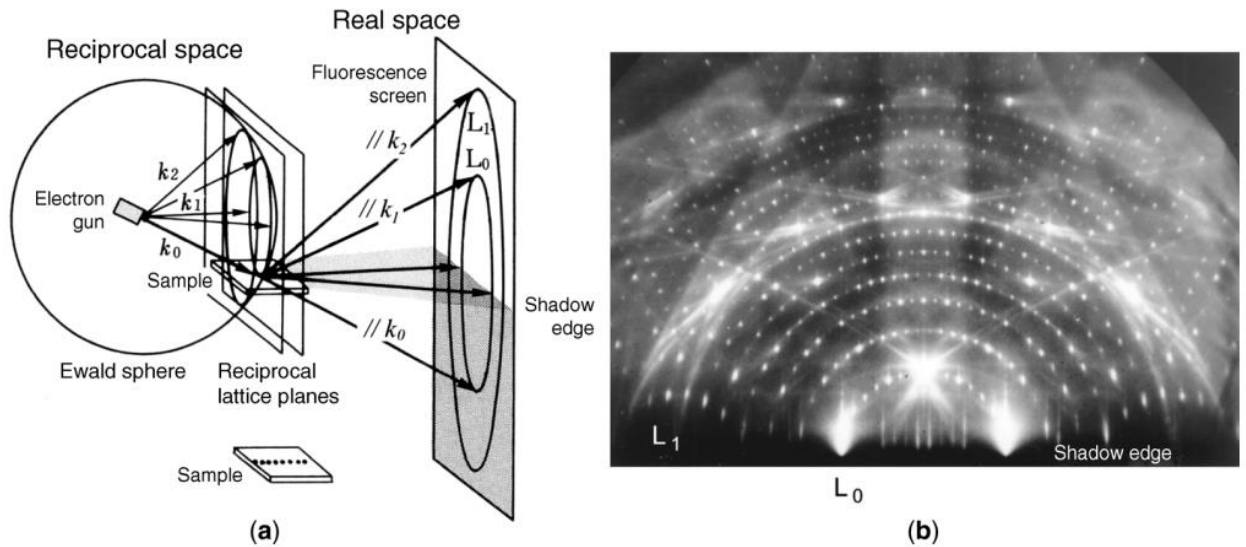 Real space
Reciprocal space
Fluorescence
screen
L₁
// k₂
L₀
k₂
// k₁
Electron
gun
k₁
k₀
Sample
Shadow
edge
// k₀
Ewald sphere
Reciprocal
lattice planes
Sample
(a)
L₁
Shadow edge
L₀
(b)